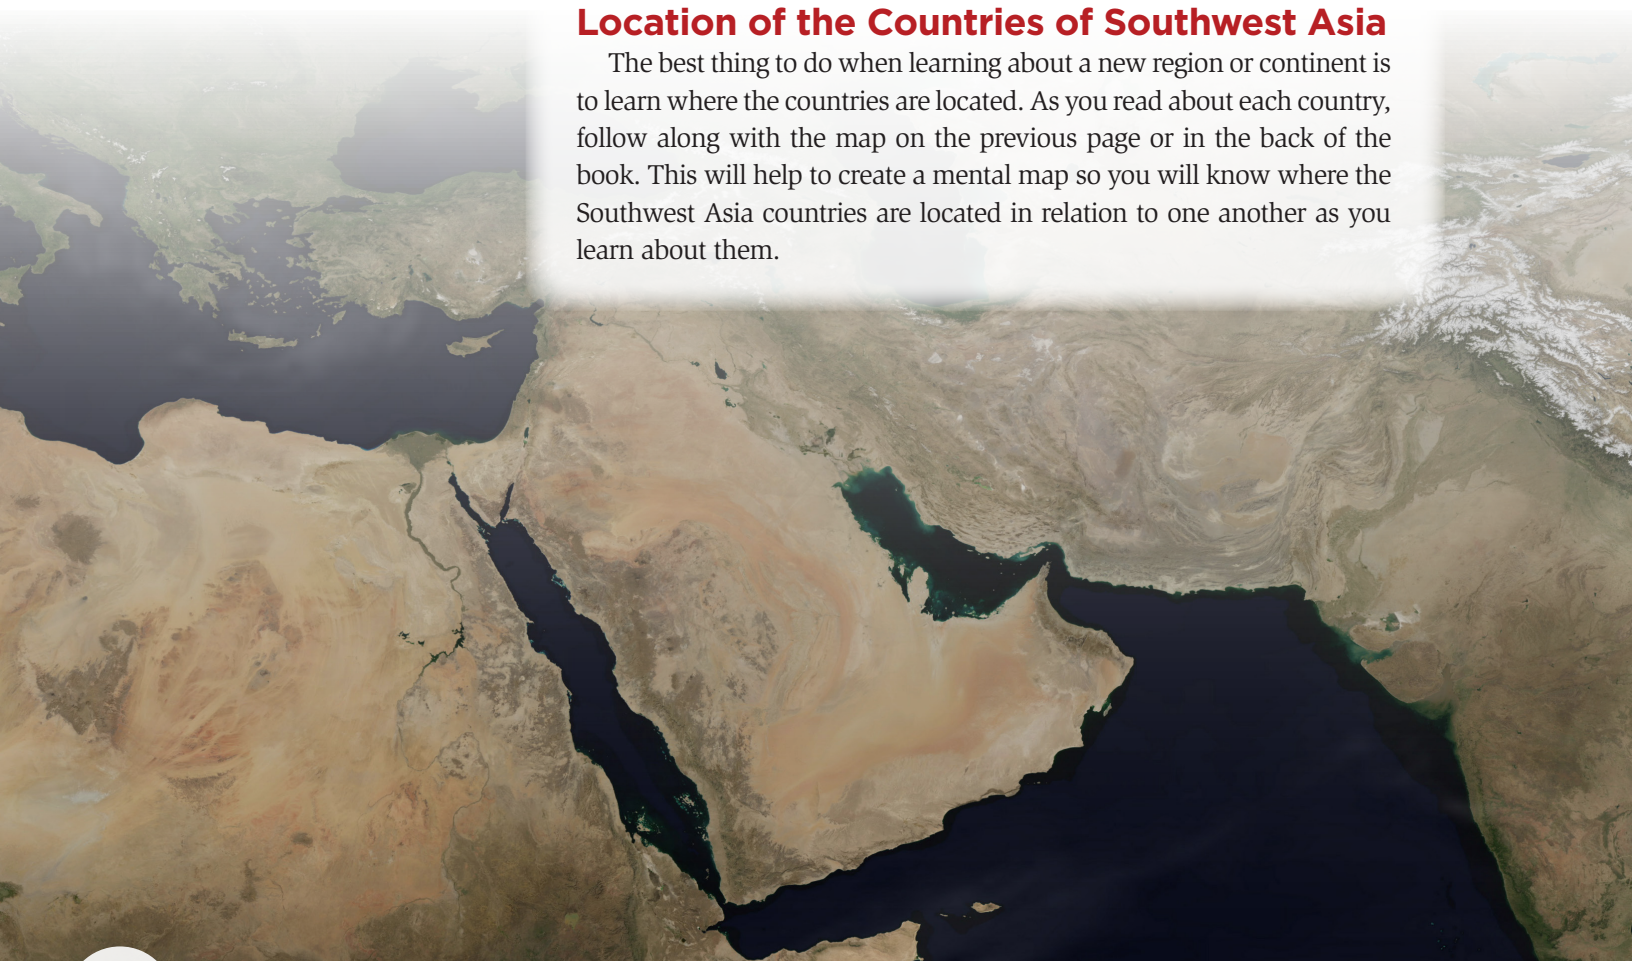 Location of the Countries of Southwest Asia
The best thing to do when learning about a new region or continent is
to learn where the countries are located. As you read about each country,
follow along with the map on the previous page or in the back of the
book. This will help to create a mental map so you will know where the
Southwest Asia countries are located in relation to one another as you
learn about them.